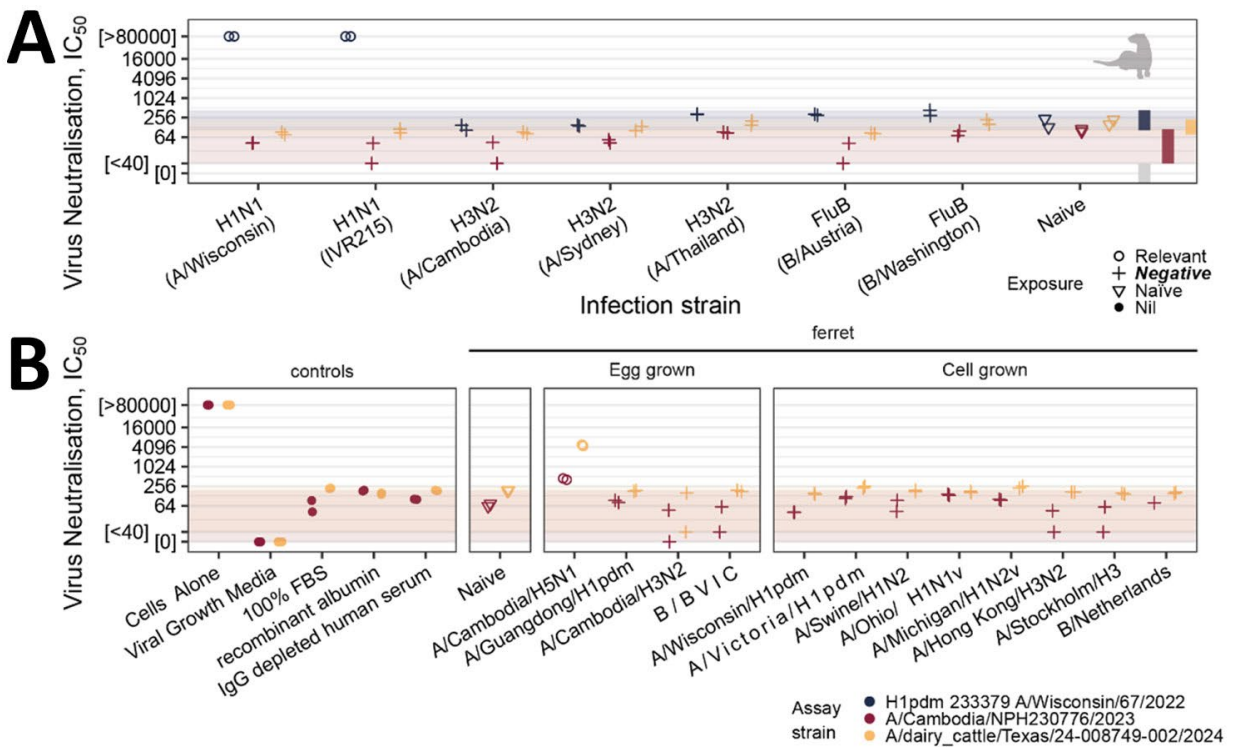 A
Virus Neutralisation, IC50
[>80000]
16000
4096
1024
256
64
[<40]
[0]
H1N1
(A/Wisconsin)
H1N1
(IVR215)
H3N2
(A/Cambodia)
H3N2
(A/Sydney)
H3N2
(A/Thailand)
FluB
(B/Austria)
FluB
(B/Washington)
Naive
Infection strain
Exposure
Relevant
Negative
Naïve
Nil
B
ferret
controls
Egg grown
Cell grown
Virus Neutralisation, IC50
[>80000]
16000
4096
1024
256
64
[<40]
[0]
Cells Alone
Viral Growth Media
100% FBS
recombinant albumin
IgG depleted human serum
Naive
A/Cambodia/H5N1
A/Guangdong/H1pdm
A/Cambodia/H3N2
B / B V I C
A/Wisconsin/H1pdm
A/Victoria/H1pdm
A/Swine/H1N2
A/Ohio/ H1N1v
A/Michigan/H1N2v
A/Hong Kong/H3N2
A/Stockholm/H3
B/Netherlands
Assay
strain
H1pdm 233379 A/Wisconsin/67/2022
A/Cambodia/NPH230776/2023
A/dairy_cattle/Texas/24-008749-002/2024